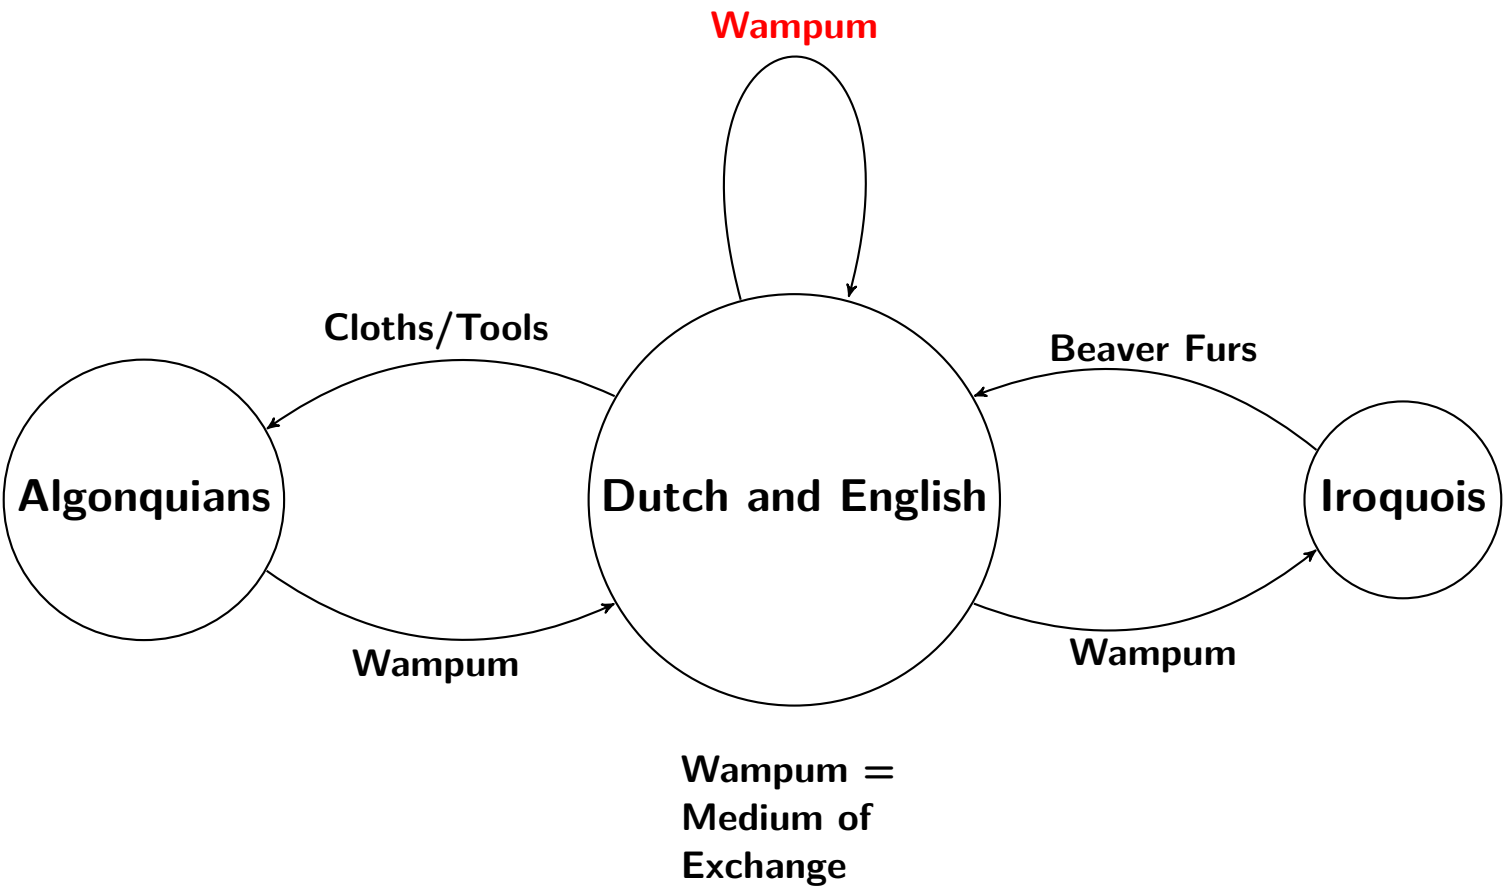 Wampum
Cloths/Tools
Beaver Furs
Algonquians
Dutch and English
Iroquois
Wampum
Wampum
Wampum =
Medium of
Exchange